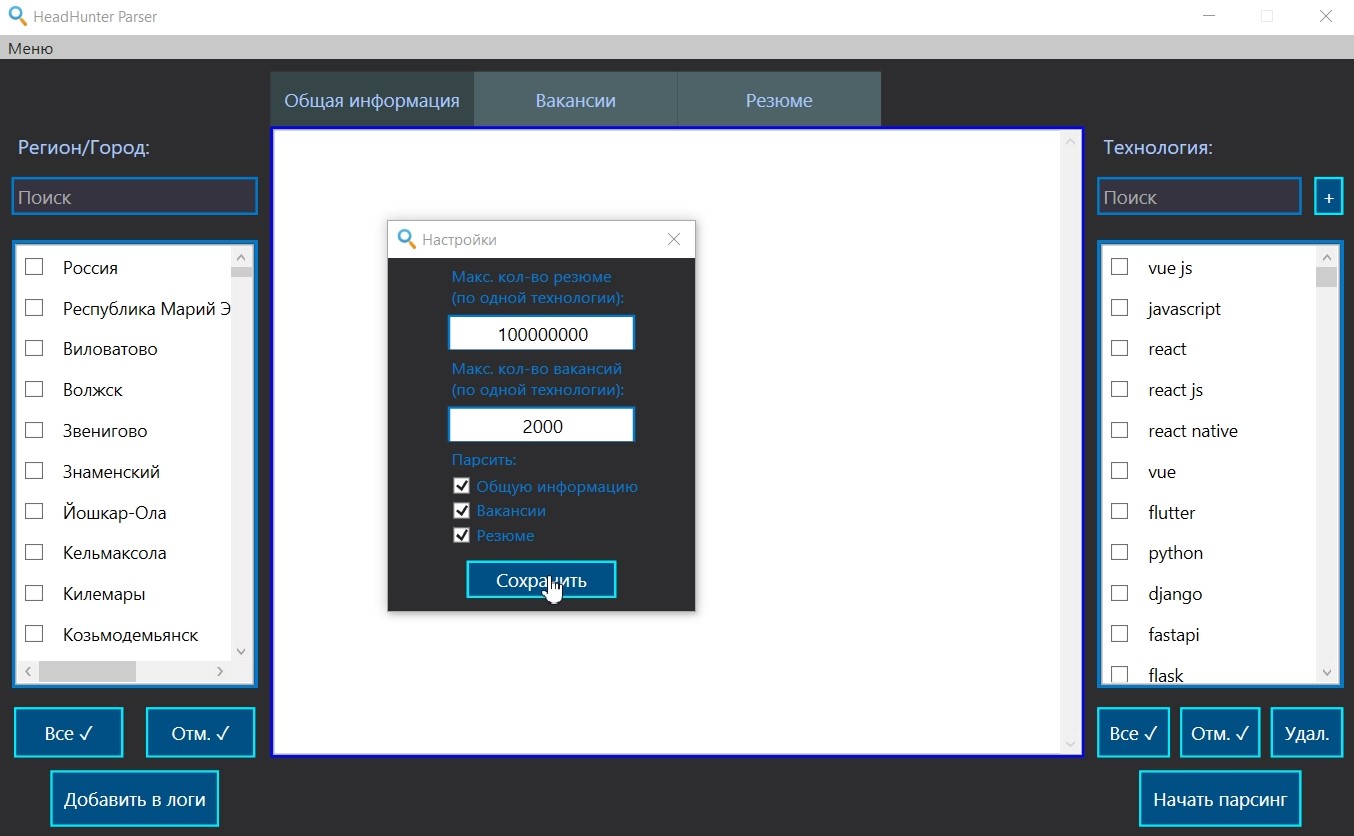 HeadHunter Parser
Меню
Общая информация
Вакансии
Резюме
Регион/Город:
Поиск
Россия
Республика Марий Э
Виловатово
Волжск
Звенигово
Знаменский
Йошкар-Ола
Кельмаксола
Килемары
Козьмодемьянск
Все ✓
Отм. ✓
Добавить в логи
Настройки
Макс. кол-во резюме
(по одной технологии):
100000000
Макс. кол-во вакансий
(по одной технологии):
2000
Парсить:
Общую информацию
Вакансии
Резюме
Сохранить
Технология:
Поиск
+
vue js
javascript
react
react js
react native
vue
flutter
python
django
fastapi
flask
Все ✓
Отм. ✓
Удал.
Начать парсинг